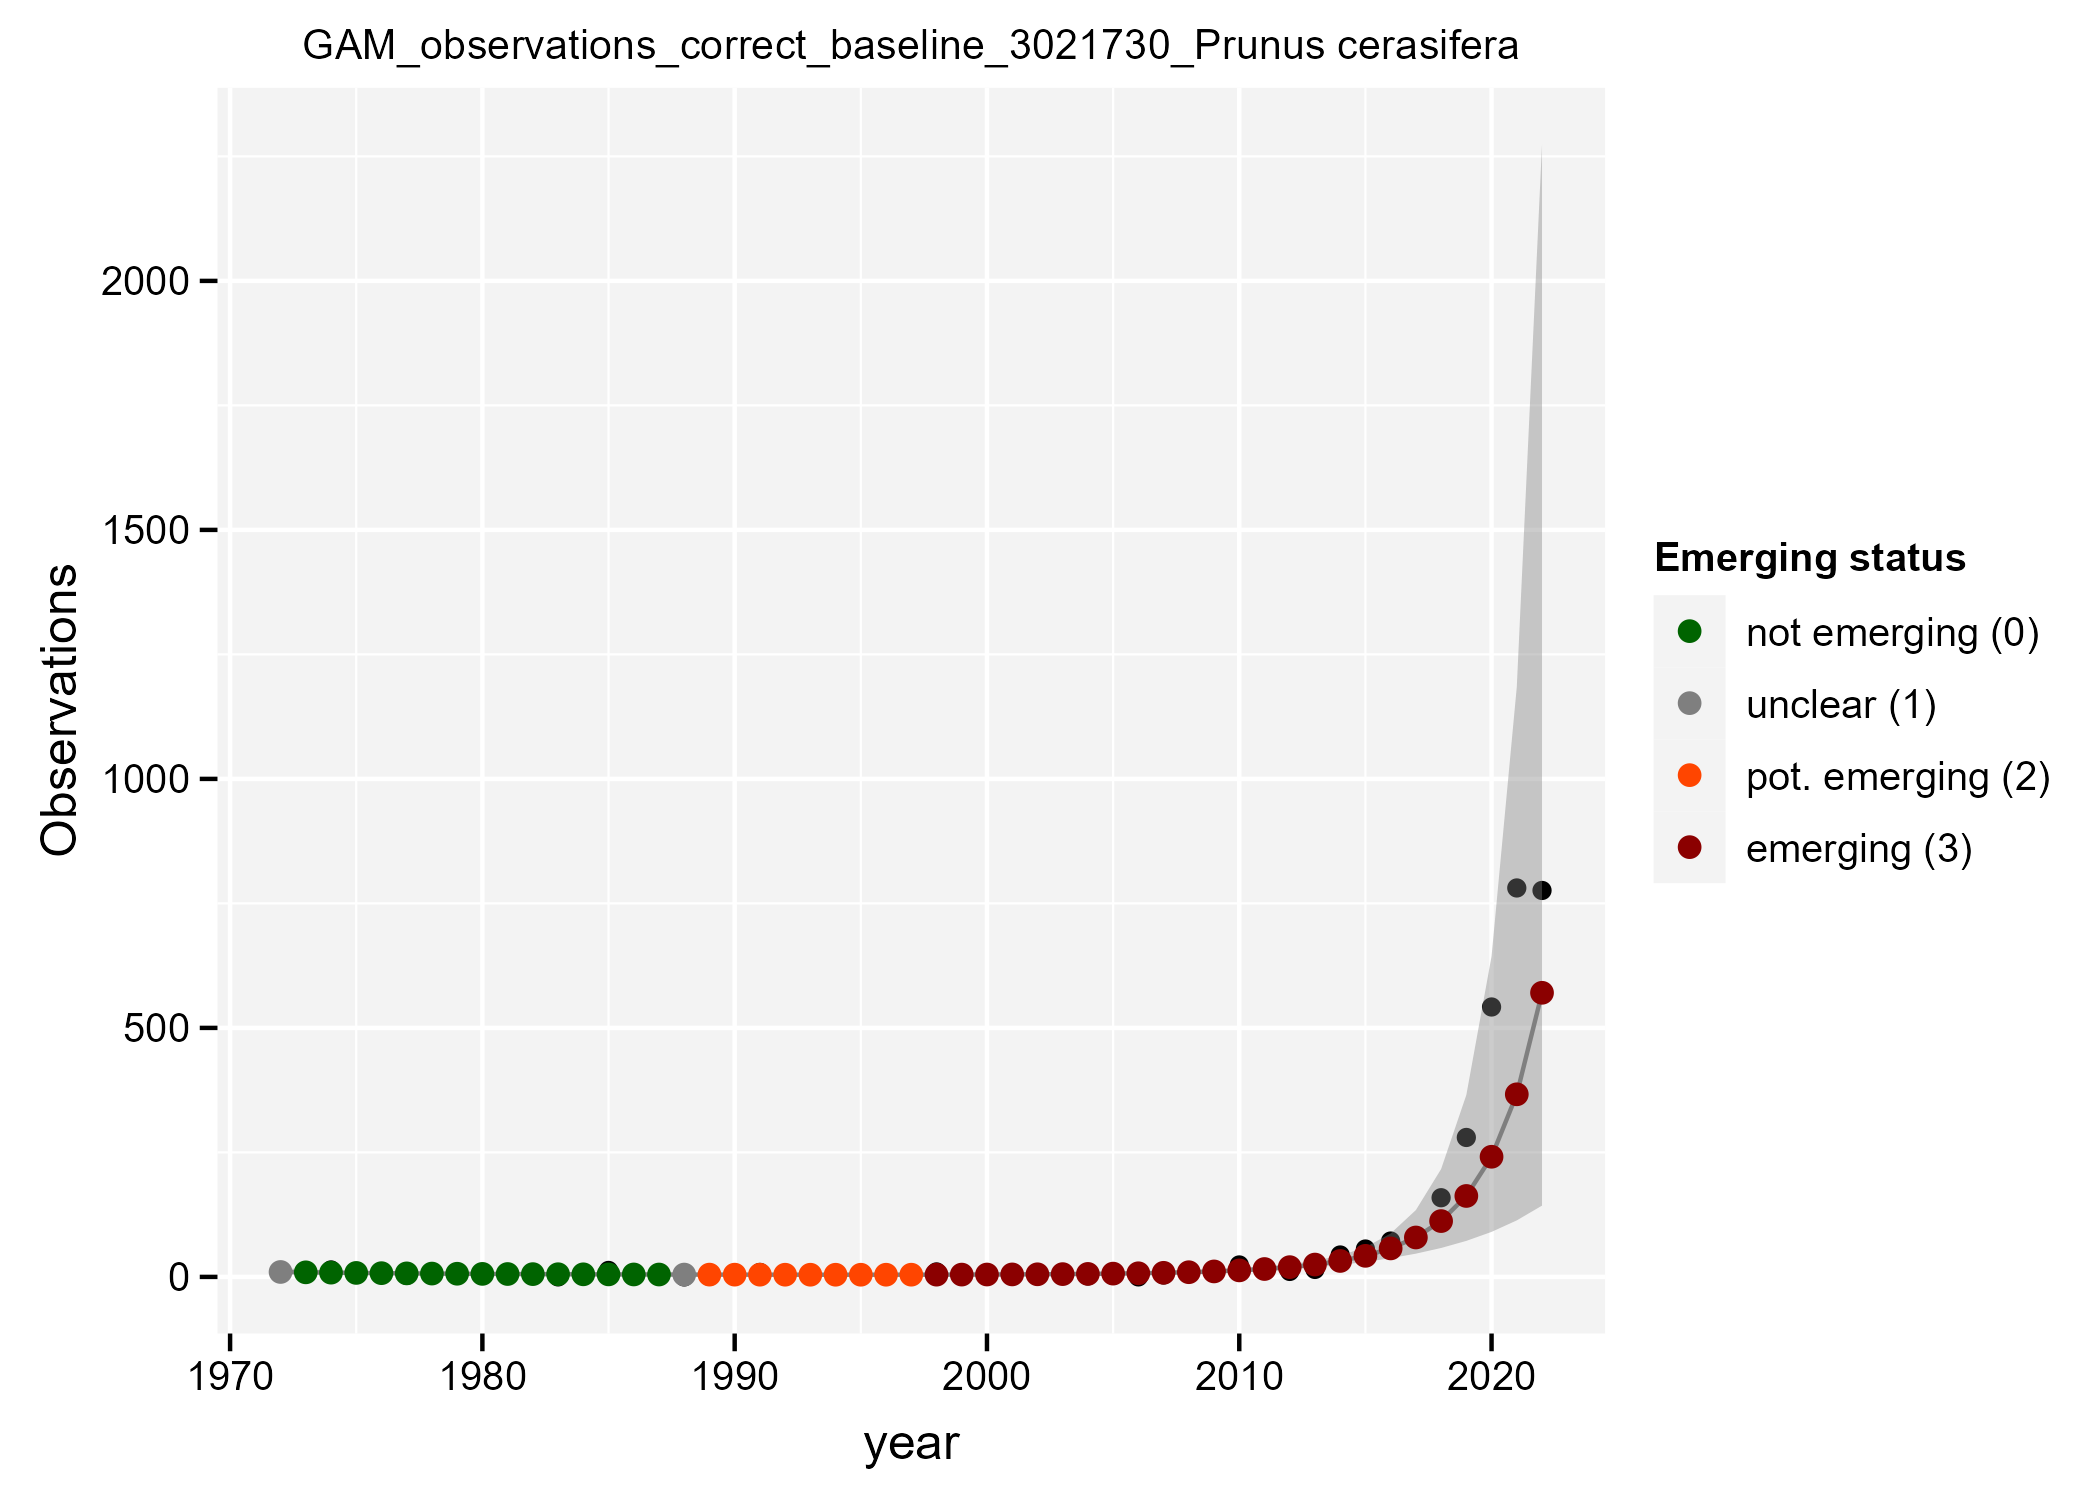 GAM_observations_correct_baseline_3021730_Prunus cerasifera
Observations
2000
1500
1000
500
0
1970 1980 1990 2000 2010 2020
year
Emerging status
not emerging (0)
unclear (1)
pot. emerging (2)
emerging (3)